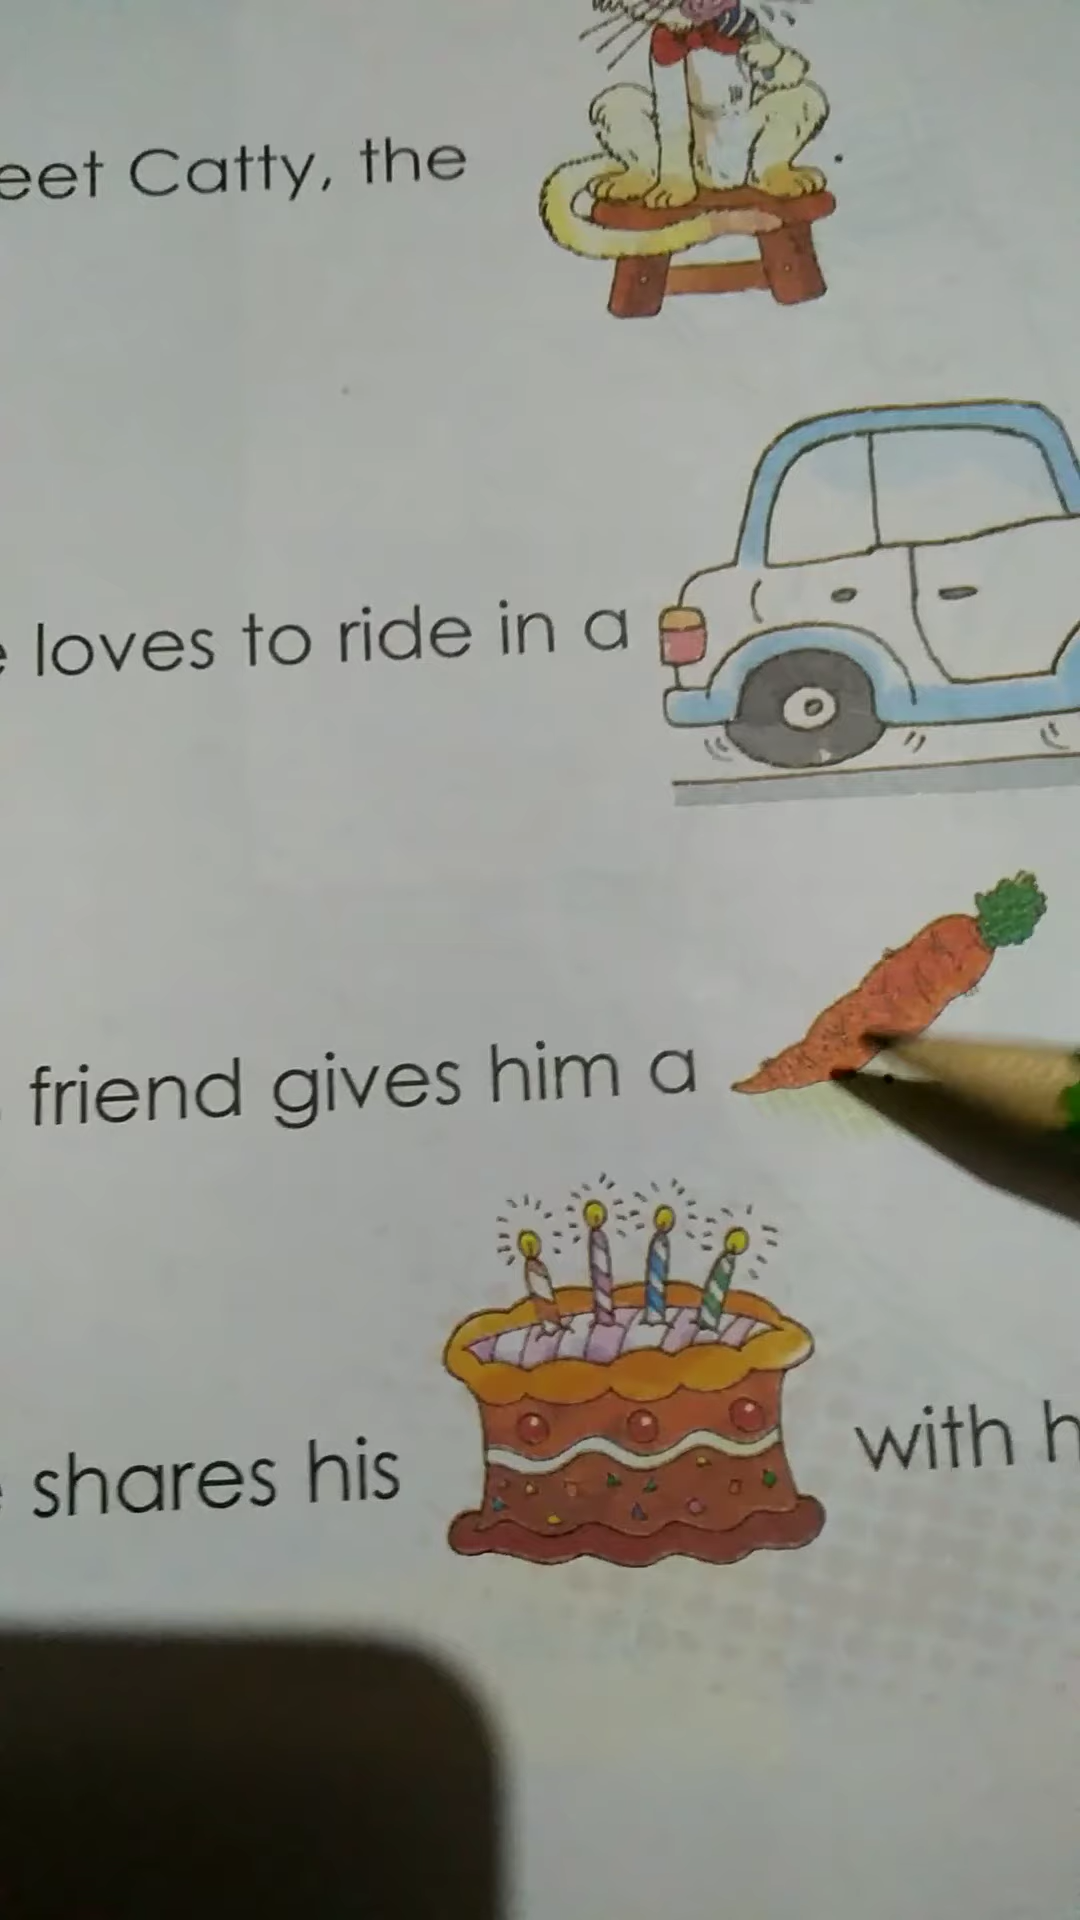 eet Catty, the
loves to ride in a
friend gives him a
shares his with h